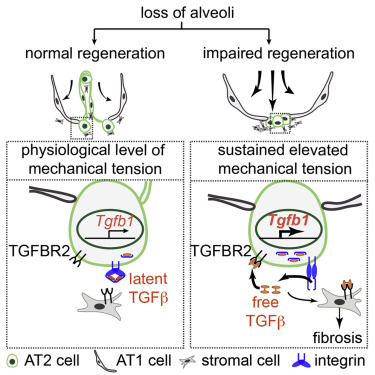 loss of alveoli
normal regeneration
impaired regeneration
physiological level of
mechanical tension
Tgfb1
TGFBR2
latent
TGFβ
sustained elevated
mechanical tension
Tgfb1
TGFBR2
free
TGFβ
fibrosis
AT2 cell
AT1 cell
stromal cell
integrin